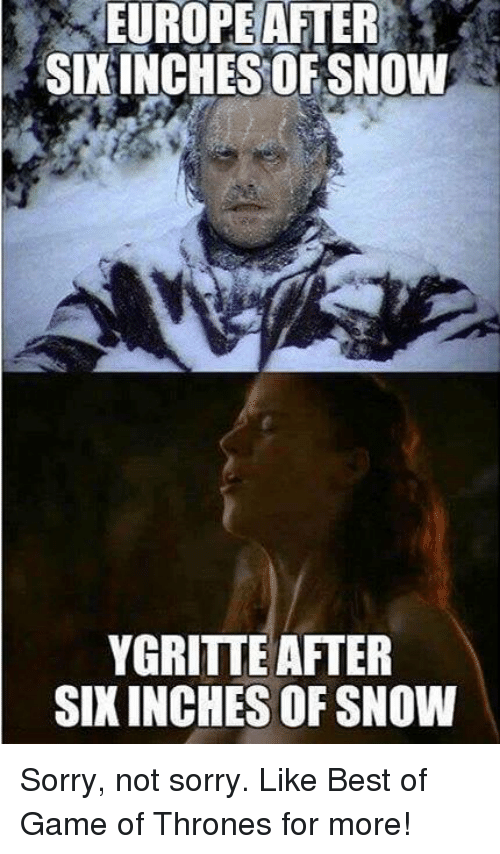 EUROPE AFTER
SIX INCHES OF SNOW
YGRITTE AFTER
SIX INCHES OF SNOW
Sorry, not sorry. Like Best of
Game of Thrones for more!